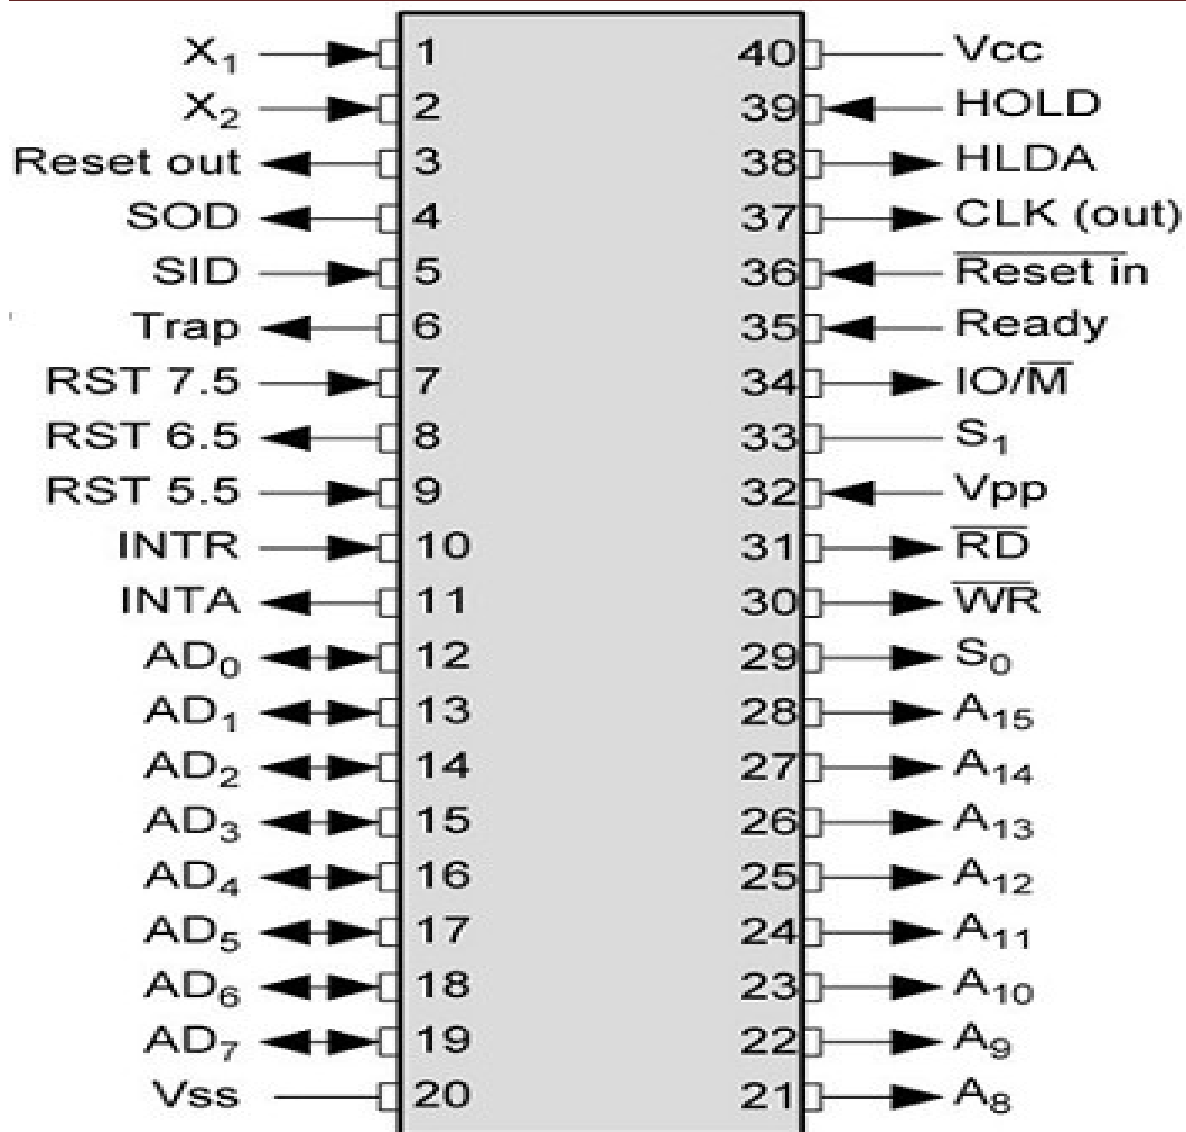 X1 1 40 Vcc
X2 2 39 HOLD
Reset out 3 38 HLDA
SOD 4 37 CLK (out)
SID 5 36 Reset in
Trap 6 35 Ready
RST 7.5 7 34 IO/M
RST 6.5 8 33 S1
RST 5.5 9 32 Vpp
INTR 10 31 RD
INTA 11 30 WR
AD0 12 29 S0
AD1 13 28 A15
AD2 14 27 A14
AD3 15 26 A13
AD4 16 25 A12
AD5 17 24 A11
AD6 18 23 A10
AD7 19 22 A9
Vss 20 21 A8